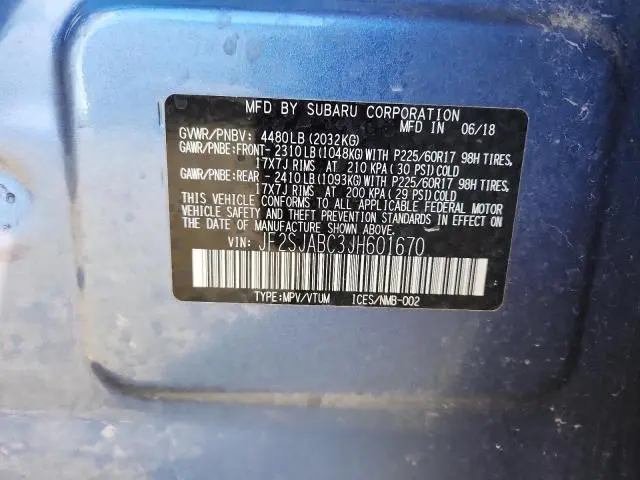 MFD BY SUBARU CORPORATION
MFD IN 06/18
GVWR/PNBV: 4480LB(2032KG)
GAWR/PNBE:FRONT- 2310LB(1048KG)WITH P225/60R17 98H TIRES,
17X7J RIMS AT 210 KPA(30 PSI)COLD
GAWR/PNBE:REAR - 2410LB(1093KG)WITH P225/60R17 98H TIRES,
17X7J RIMS AT 200 KPA(29 PSI)COLD
THIS VEHICLE CONFORMS TO ALL APPLICABLE FEDERAL MOTOR
VEHICLE SAFETY AND BUMPER STANDARDS IN EFFECT ON THE
DATE OF MANUFACTURE SHOWN ABOVE.
VIN: JF2SJABC3JH601670
TYPE:MPV/VTUM ICES/NMB-002